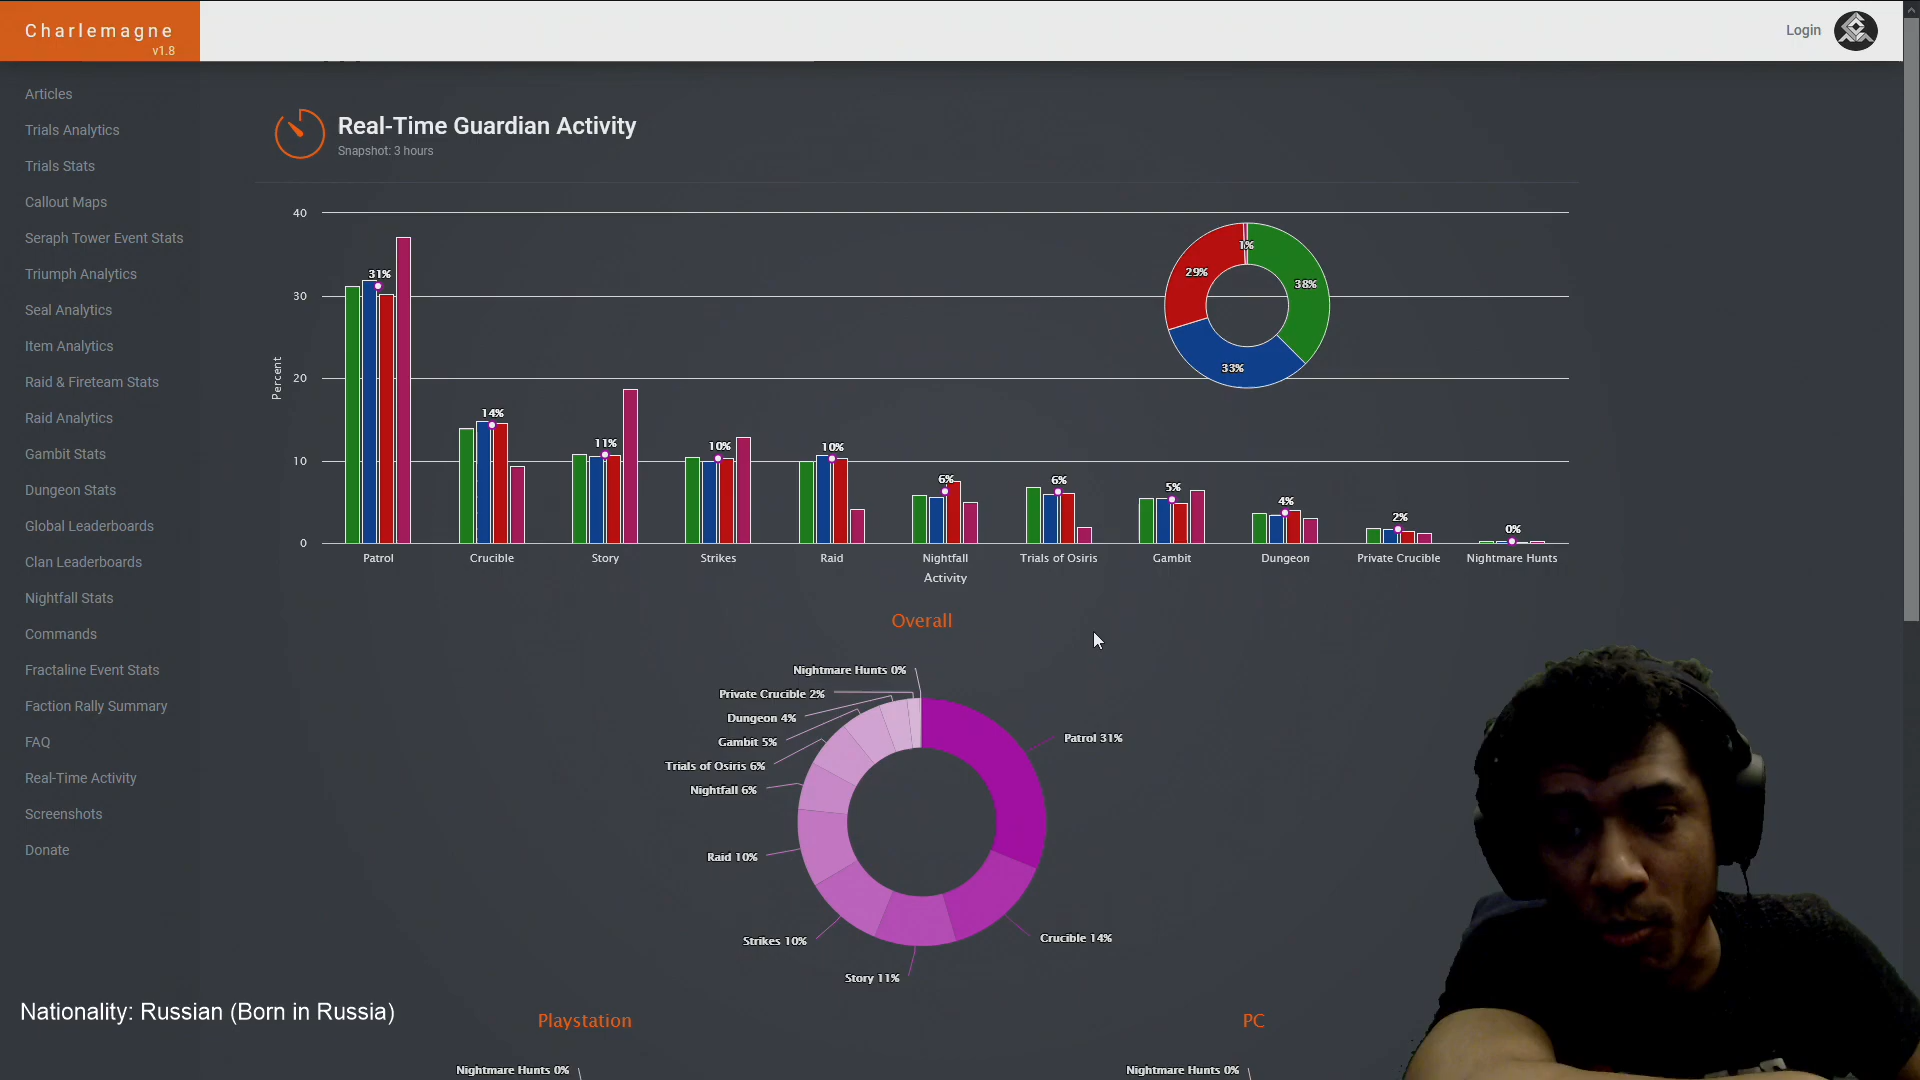 Charlemagne
v1.8
Login
Articles
Trials Analytics
Trials Stats
Callout Maps
Seraph Tower Event Stats
Triumph Analytics
Seal Analytics
Item Analytics
Raid & Fireteam Stats
Raid Analytics
Gambit Stats
Dungeon Stats
Global Leaderboards
Clan Leaderboards
Nightfall Stats
Commands
Fractaline Event Stats
Faction Rally Summary
FAQ
Real-Time Activity
Screenshots
Donate
Real-Time Guardian Activity
Snapshot: 3 hours
Percent
40
30
20
10
0
31%
14%
11%
10%
10%
6%
6%
5%
4%
2%
0%
1%
29%
38%
33%
Patrol
Crucible
Story
Strikes
Raid
Nightfall
Trials of Osiris
Gambit
Dungeon
Private Crucible
Nightmare Hunts
Activity
Overall
Nightmare Hunts 0%
Private Crucible 2%
Dungeon 4%
Gambit 5%
Trials of Osiris 6%
Nightfall 6%
Raid 10%
Strikes 10%
Story 11%
Crucible 14%
Patrol 31%
Nationality: Russian (Born in Russia)
Playstation
PC
Nightmare Hunts 0%
Nightmare Hunts 0%